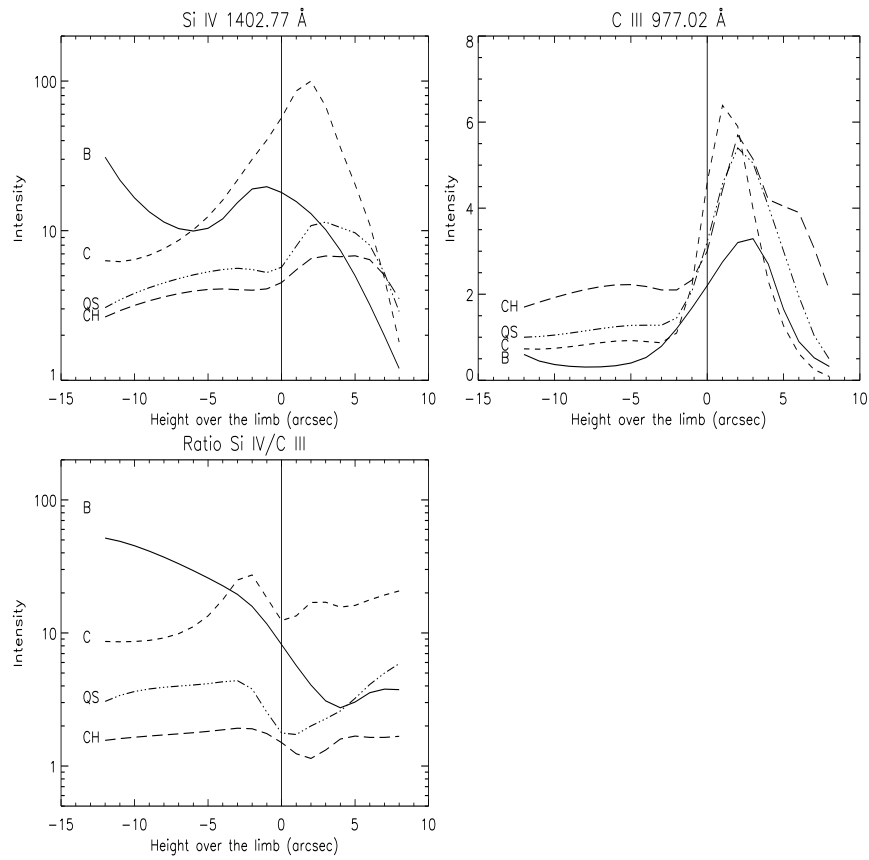 Si IV 1402.77 Å
100
10
1
Intensity
B
C
QS
CH
−15 −10 −5 0 5 10
Height over the limb (arcsec)
C III 977.02 Å
8
6
4
2
0
Intensity
CH
QS
C
B
−15 −10 −5 0 5 10
Height over the limb (arcsec)
Ratio Si IV/C III
100
10
1
Intensity
B
C
QS
CH
−15 −10 −5 0 5 10
Height over the limb (arcsec)